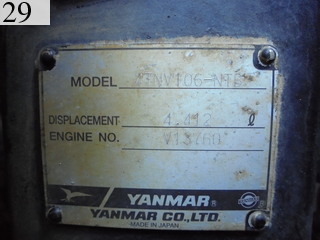 29
MODEL 4TNV106-NTB
DISPLACEMENT 4.412 ℓ
ENGINE NO.
YANMAR®
YANMAR CO.,LTD.
MADE IN JAPAN